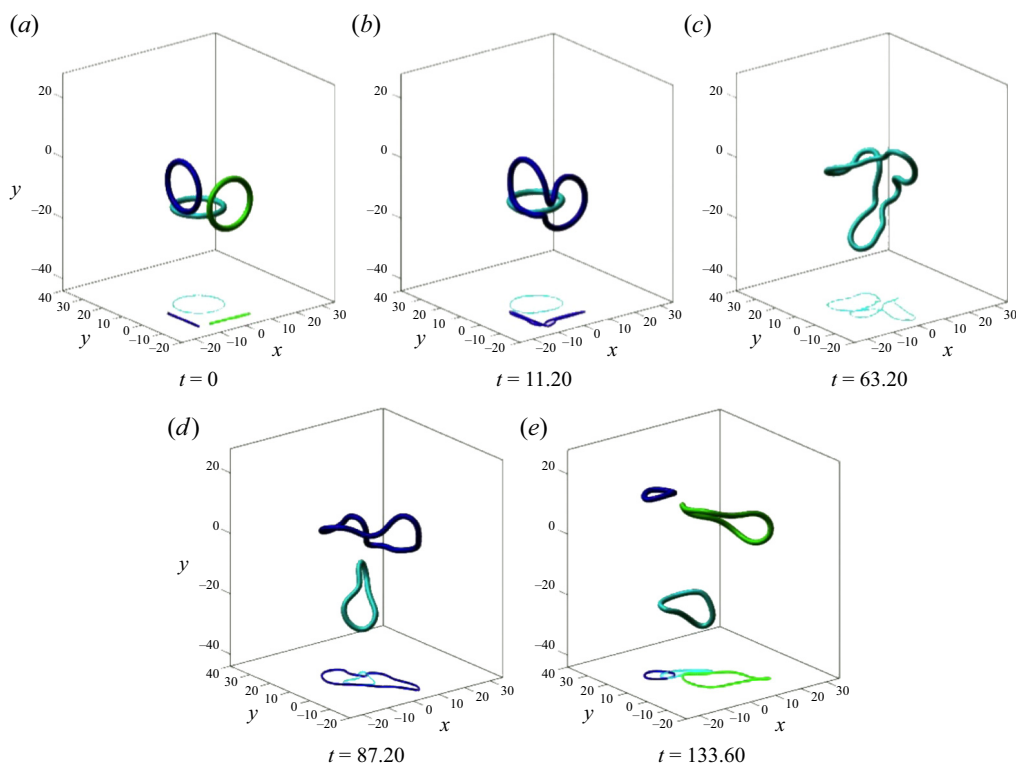 (a) (b) (c)
20 20 20
0 0 0
y
−20 −20 −20
−40 −40 −40
40 30 20 10 0 −10 −20 −20 −10 0 10 20 30
40 30 20 10 0 −10 −20 −20 −10 0 10 20 30
40 30 20 10 0 −10 −20 −20 −10 0 10 20 30
y x y x y x
t = 0 t = 11.20 t = 63.20
(d) (e)
20 20
0 0
y
−20 −20
−40 −40
40 30 20 10 0 −10 −20 −20 −10 0 10 20 30
40 30 20 10 0 −10 −20 −20 −10 0 10 20 30
y x y x
t = 87.20 t = 133.60